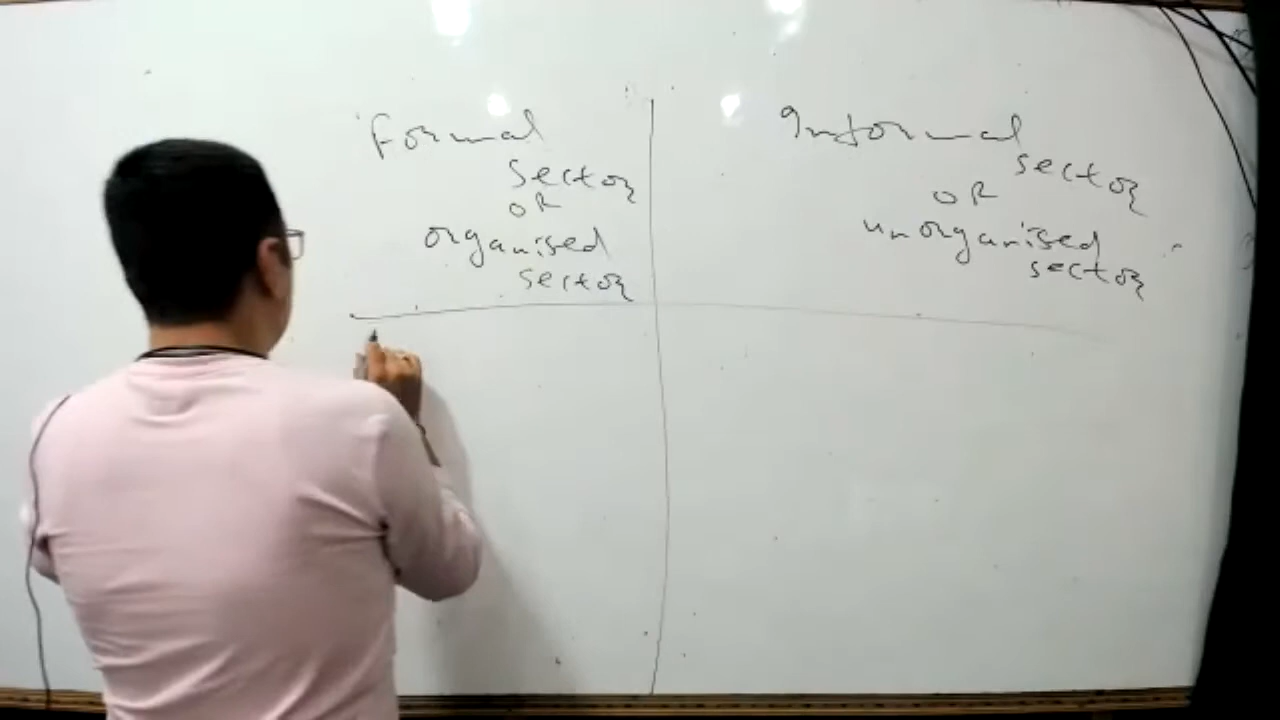 Formal
sector
OR
organised
sector
Informal
sector
OR
unorganised
sector